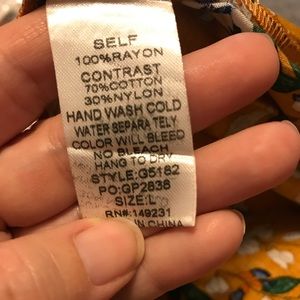 SELF
100%RAYON
CONTRAST
70%COTTON
30%NYLON
HAND WASH COLD
WATER SEPARA TELY
COLOR WILL BLEED
NO BLEACH
HANG TO DRY
STYLE:G5182
PO:GP2838
SIZE:L
RN#:149231
IN CHINA